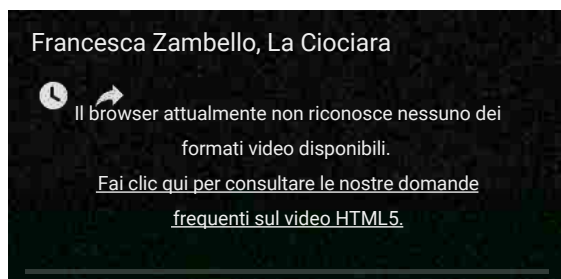 Francesca Zambello, La Ciociara
Il browser attualmente non riconosce nessuno dei
formati video disponibili.
Fai clic qui per consultare le nostre domande
frequenti sul video HTML5.